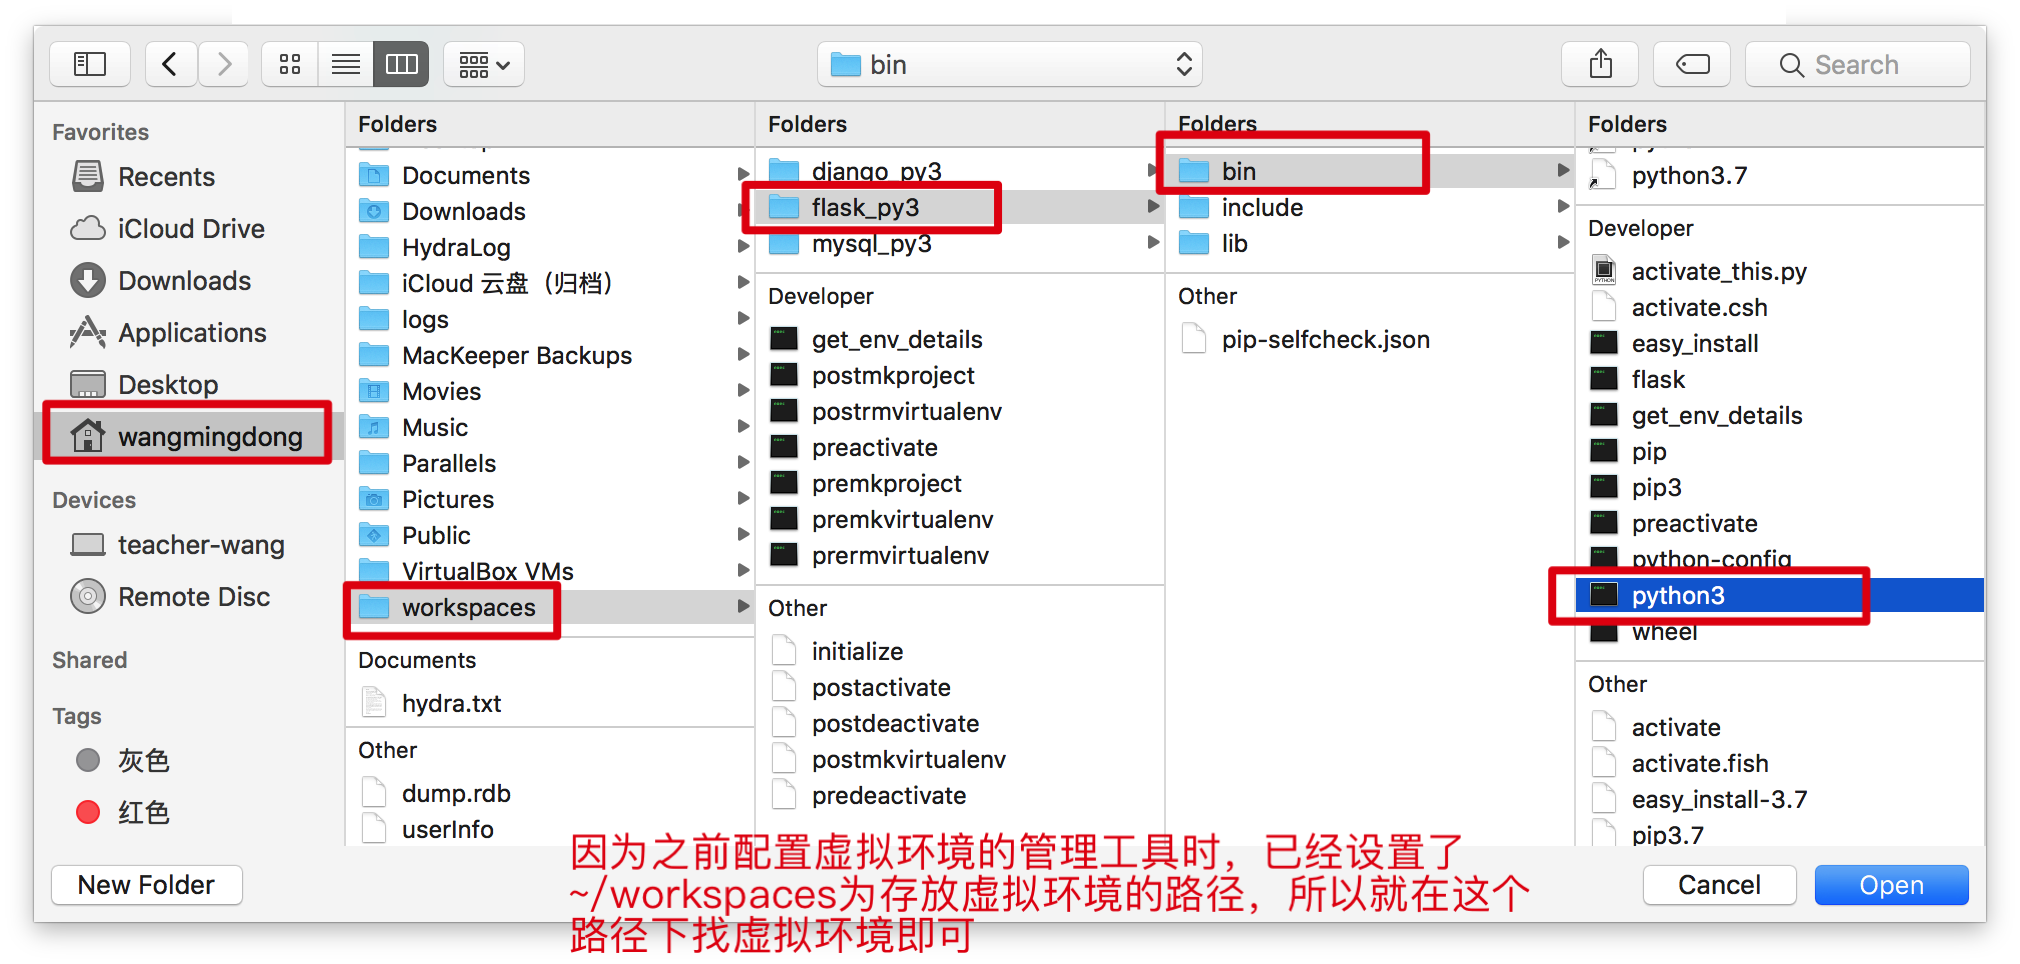 bin
Search
Favorites
Recents
iCloud Drive
Downloads
Applications
Desktop
wangmingdong
Devices
teacher-wang
Remote Disc
Shared
Tags
灰色
红色
Folders
Documents
Downloads
HydraLog
iCloud 云盘（归档）
logs
MacKeeper Backups
Movies
Music
Parallels
Pictures
Public
VirtualBox VMs
workspaces
Documents
hydra.txt
Other
dump.rdb
userInfo
Folders
django_py3
flask_py3
mysql_py3
Developer
get_env_details
postmkproject
postrmvirtualenv
preactivate
premkproject
premkvirtualenv
prermvirtualenv
Other
initialize
postactivate
postdeactivate
postmkvirtualenv
predeactivate
Folders
bin
include
lib
Other
pip-selfcheck.json
Folders
python3.7
Developer
activate_this.py
activate.csh
easy_install
flask
get_env_details
pip
pip3
preactivate
python-config
python3
wheel
Other
activate
activate.fish
easy_install-3.7
pip3.7
因为之前配置虚拟环境的管理工具时，已经设置了
~/workspaces为存放虚拟环境的路径，所以就在这个
路径下找虚拟环境即可
New Folder
Cancel
Open